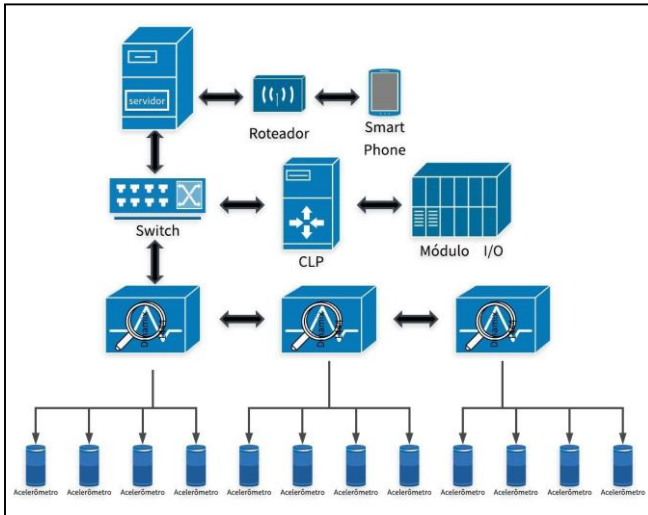 servidor
Roteador
Smart
Phone
Switch
CLP
Módulo I/O
Acelerômetro Acelerômetro Acelerômetro Acelerômetro Acelerômetro Acelerômetro Acelerômetro Acelerômetro Acelerômetro Acelerômetro Acelerômetro Acelerômetro